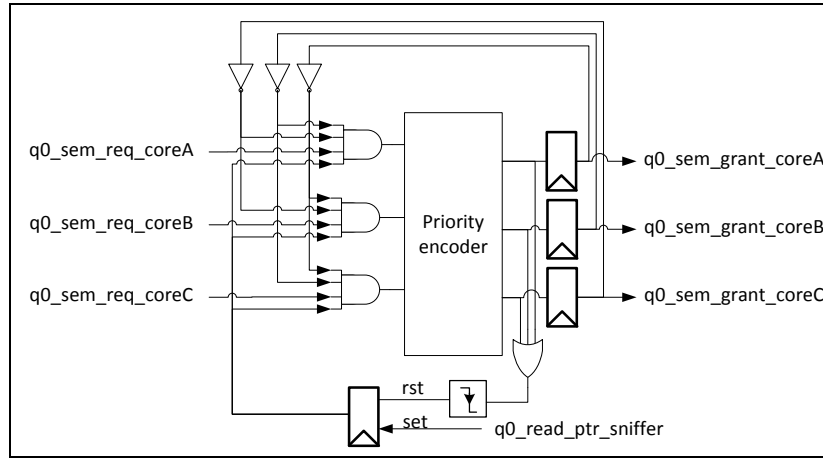 q0_sem_req_coreA
q0_sem_req_coreB
q0_sem_req_coreC
Priority
encoder
q0_sem_grant_coreA
q0_sem_grant_coreB
q0_sem_grant_coreC
rst
set
q0_read_ptr_sniffer